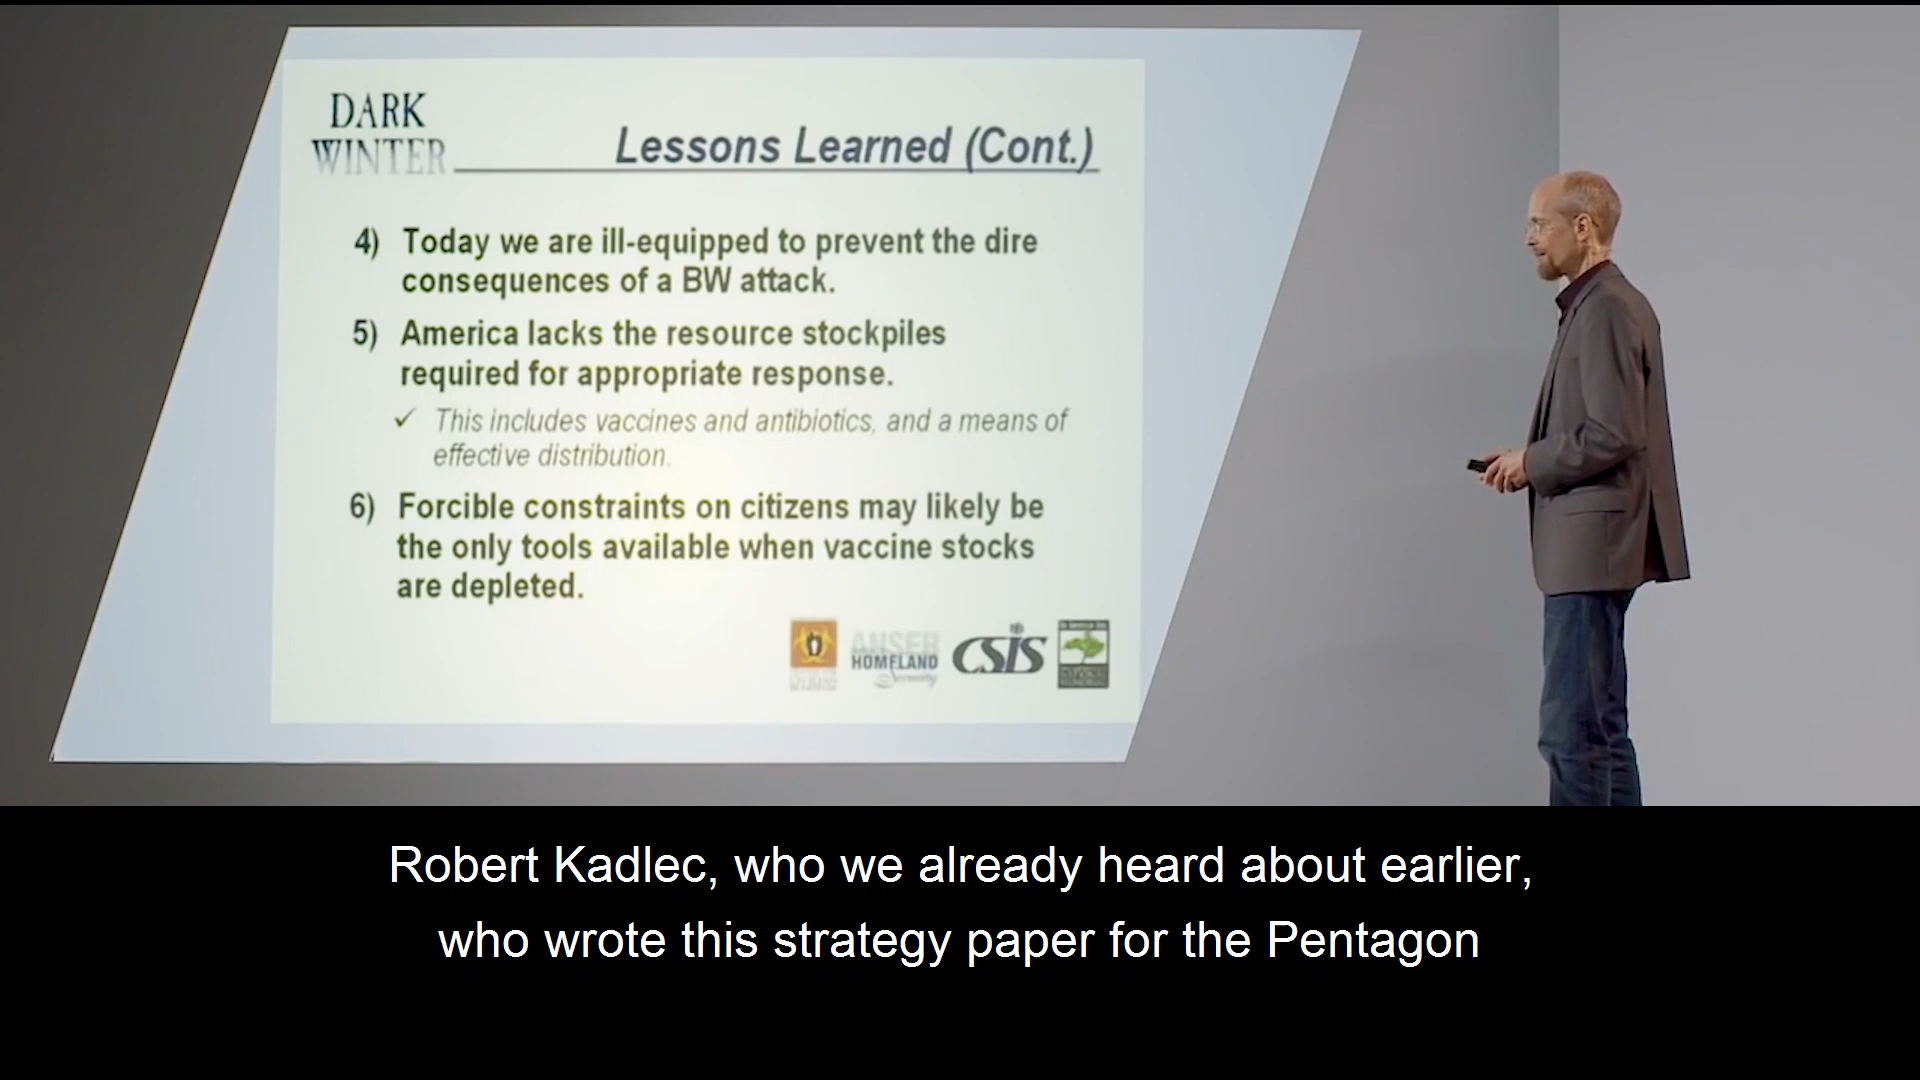 DARK
WINTER
Lessons Learned (Cont.)
4) Today we are ill-equipped to prevent the dire
consequences of a BW attack.
5) America lacks the resource stockpiles
required for appropriate response.
✓ This includes vaccines and antibiotics, and a means of
effective distribution.
6) Forcible constraints on citizens may likely be
the only tools available when vaccine stocks
are depleted.
ANSER
HOMELAND
Security
CSIS
Robert Kadlec, who we already heard about earlier,
who wrote this strategy paper for the Pentagon